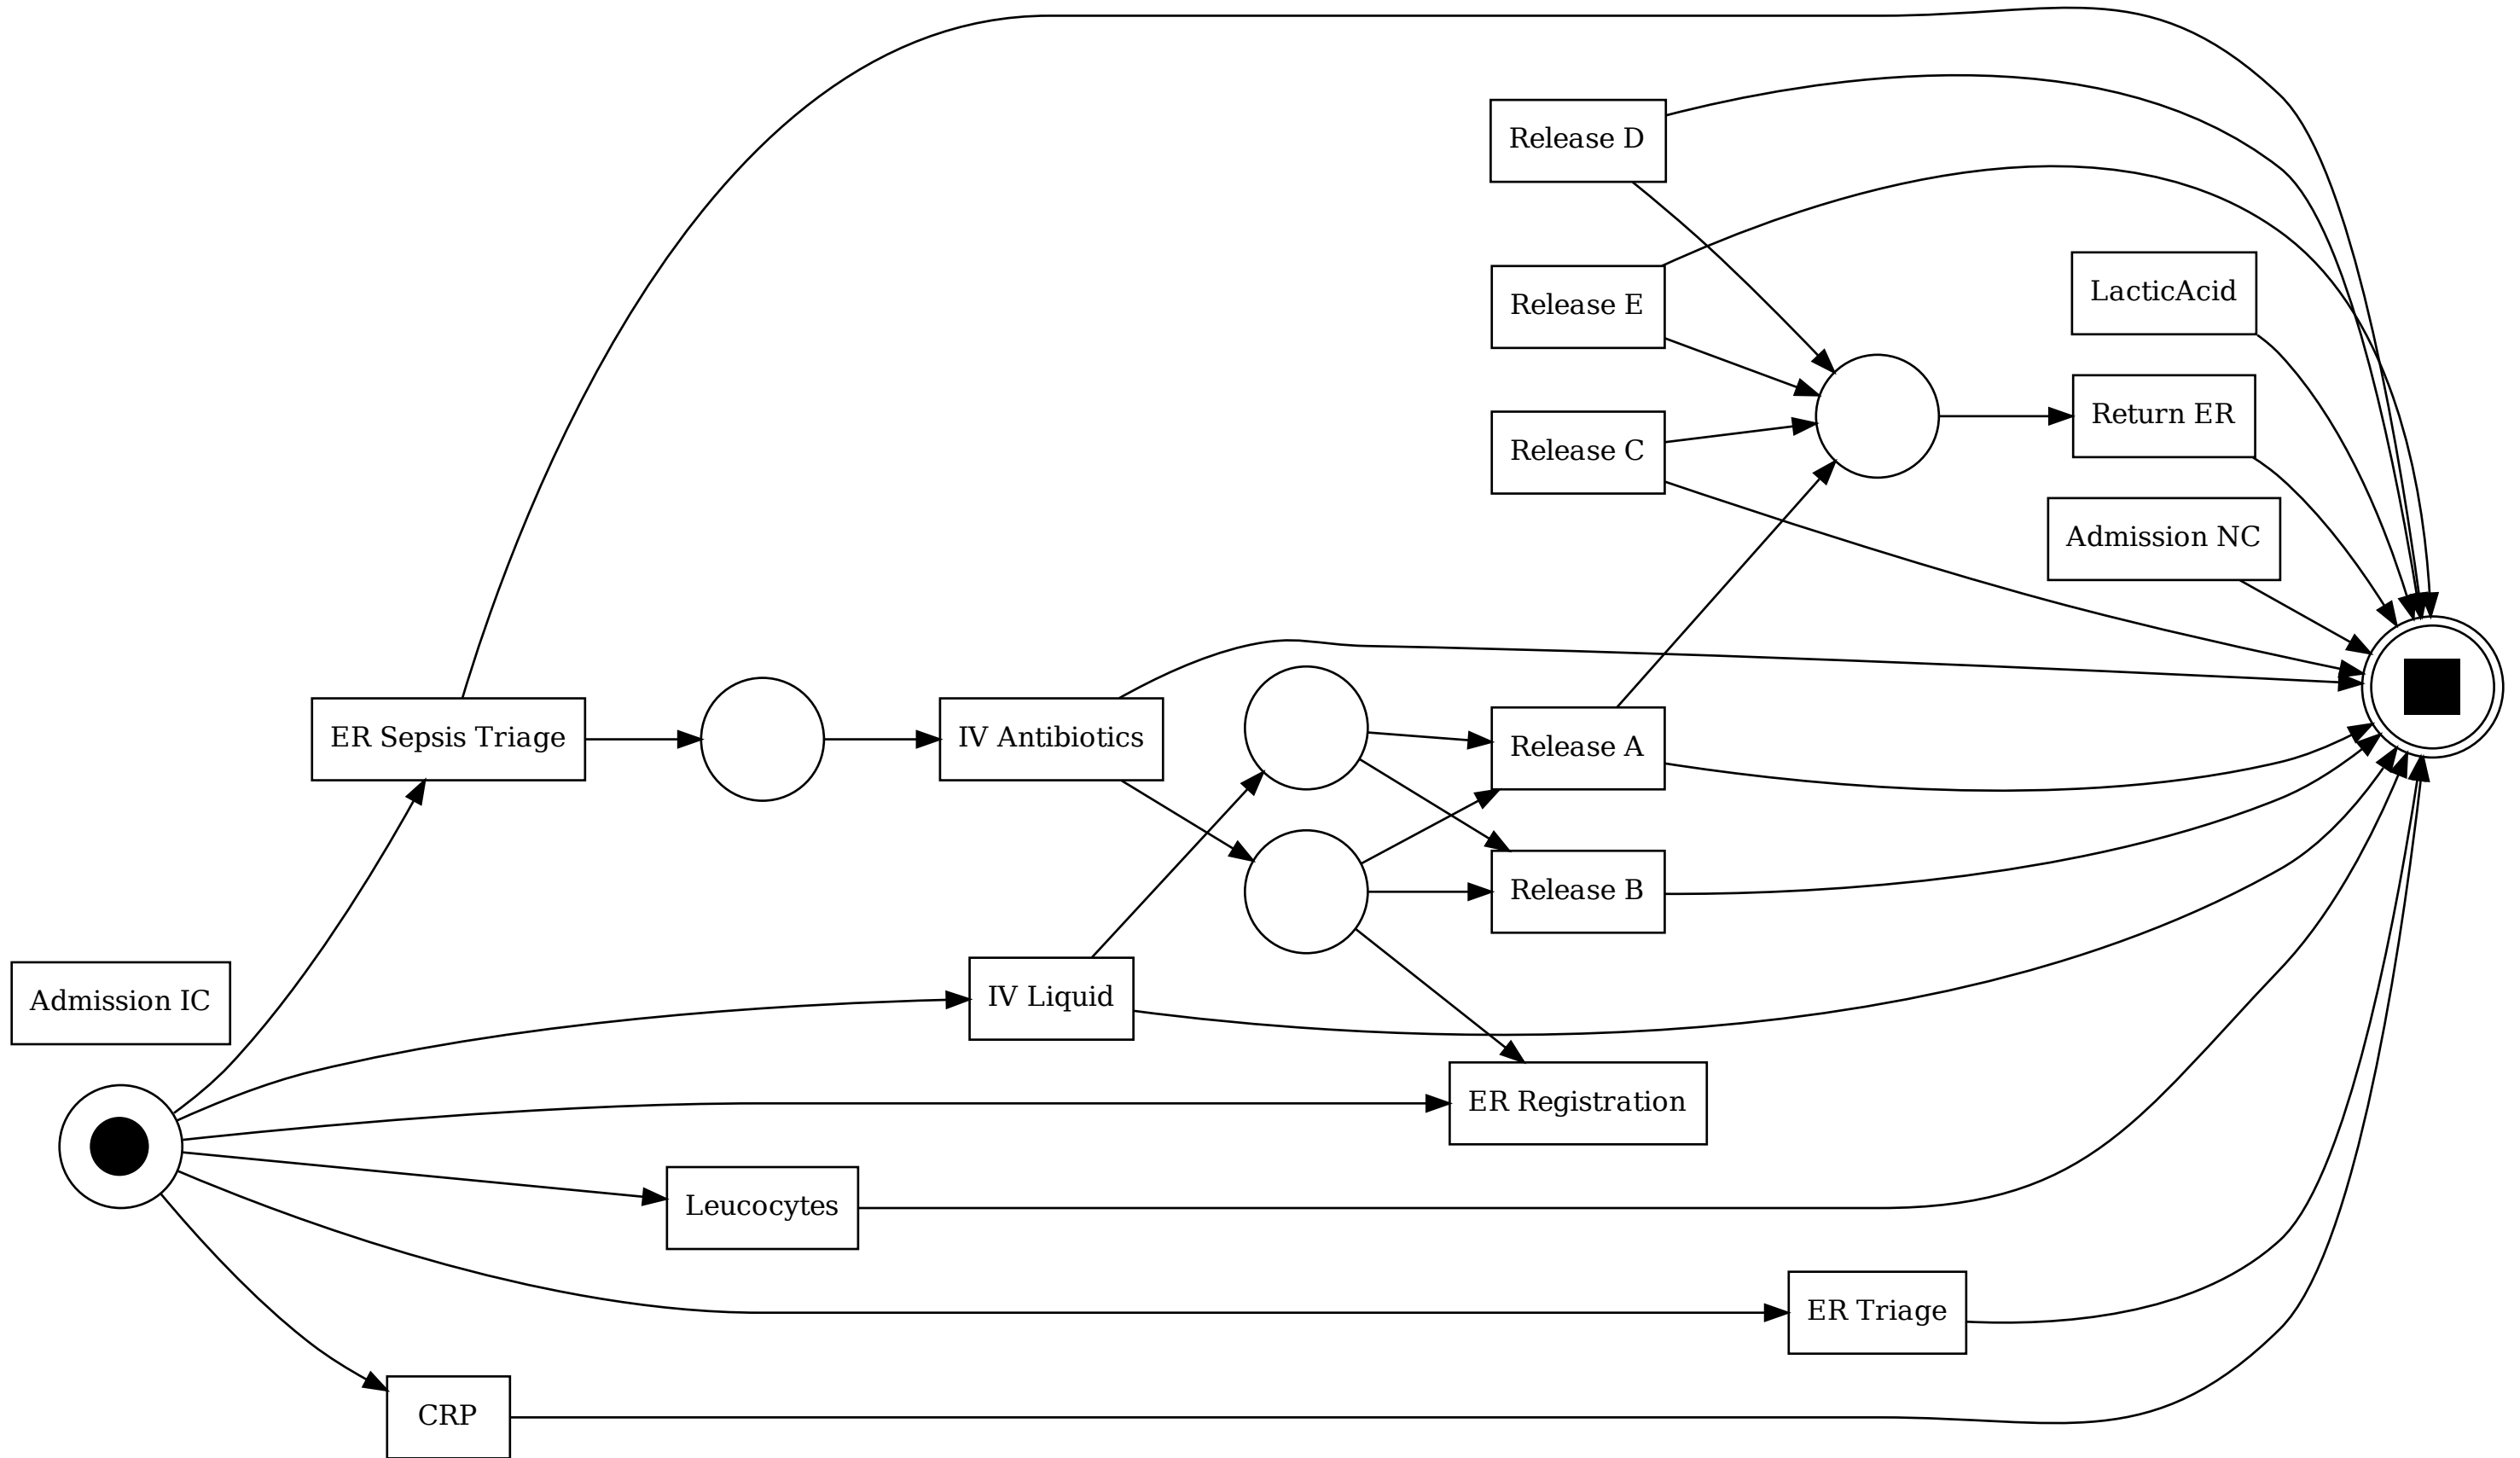 Release D
LacticAcid
Release E
Return ER
Release C
Admission NC
ER Sepsis Triage
IV Antibiotics
Release A
Release B
Admission IC
IV Liquid
ER Registration
Leucocytes
ER Triage
CRP